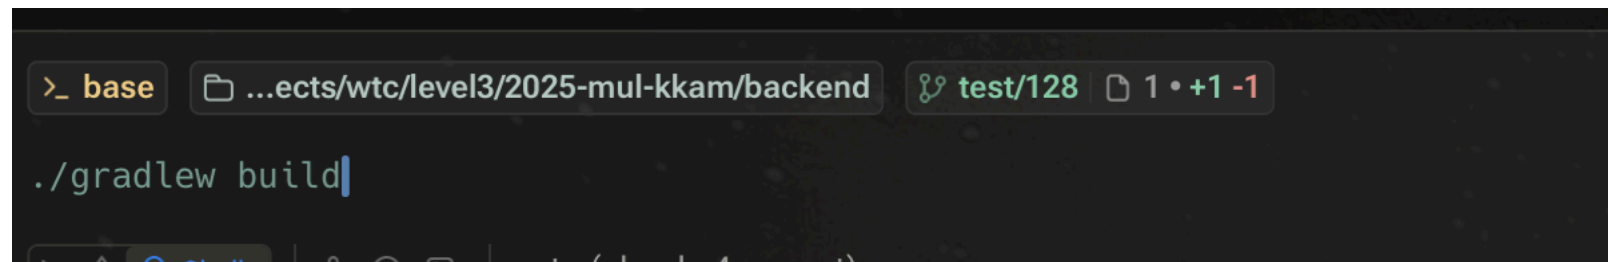 >_ base ...ects/wtc/level3/2025-mul-kkam/backend test/128 1 • +1 -1
./gradlew build